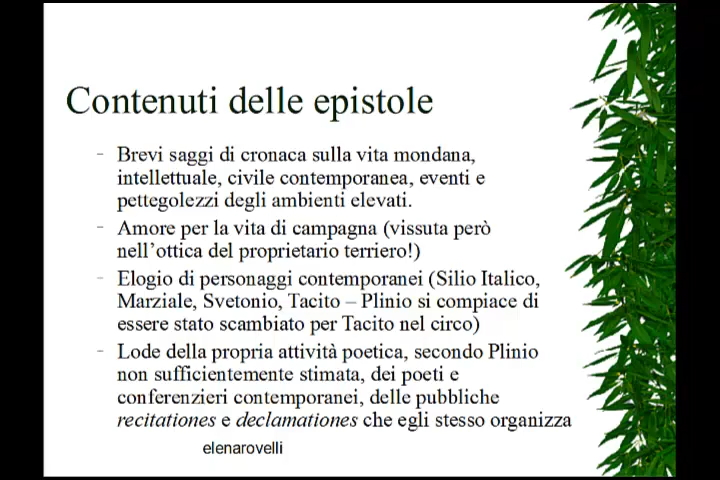 Contenuti delle epistole
– Brevi saggi di cronaca sulla vita mondana,
intellettuale, civile contemporanea, eventi e
pettegolezzi degli ambienti elevati.
– Amore per la vita di campagna (vissuta però
nell’ottica del proprietario terriero!)
– Elogio di personaggi contemporanei (Silio Italico,
Marziale, Svetonio, Tacito – Plinio si compiace di
essere stato scambiato per Tacito nel circo)
– Lode della propria attività poetica, secondo Plinio
non sufficientemente stimata, dei poeti e
conferenzieri contemporanei, delle pubbliche
recitationes e declamationes che egli stesso organizza
elenarovelli